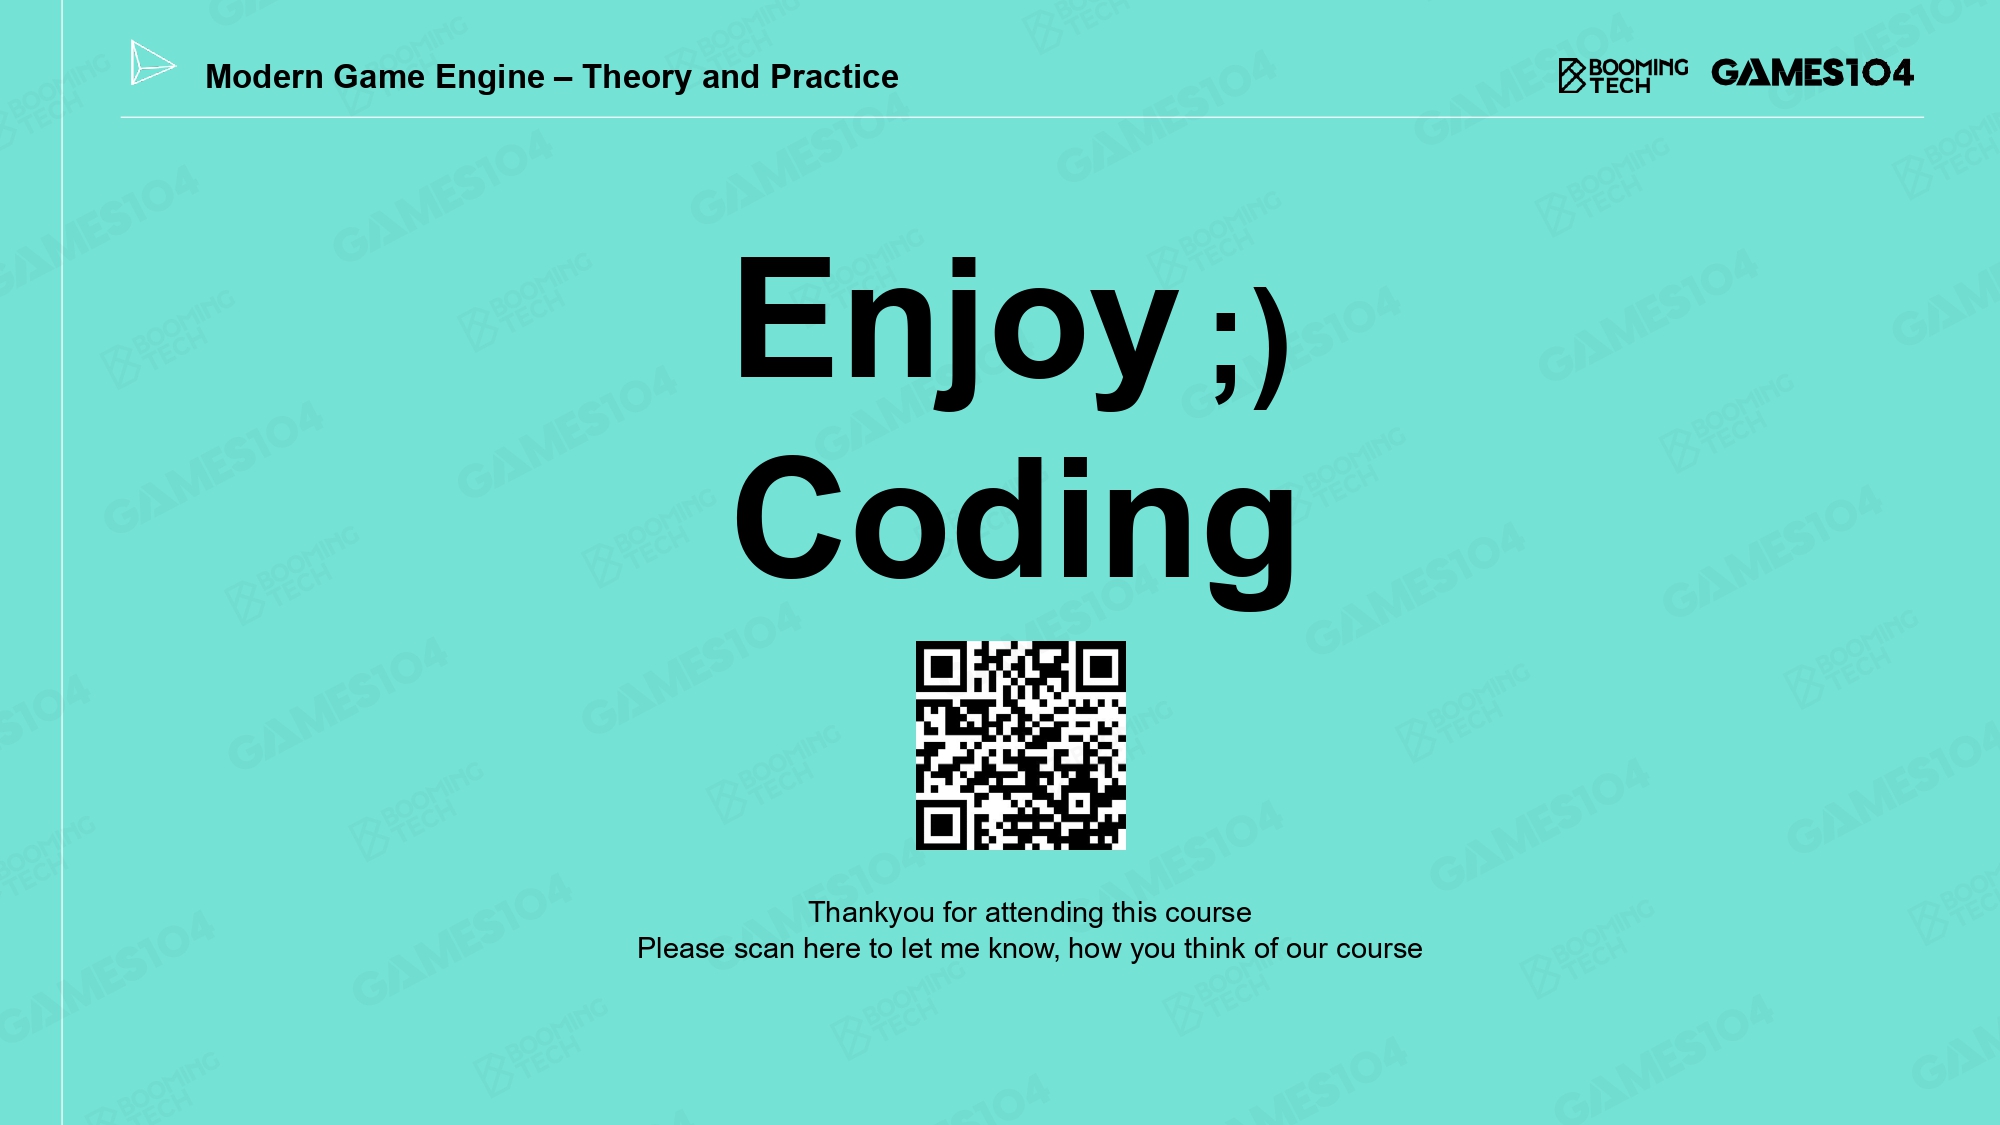 Modern Game Engine – Theory and Practice
BOOMING
TECH
GAMES104
Enjoy ;)
Coding
Thankyou for attending this course
Please scan here to let me know, how you think of our course